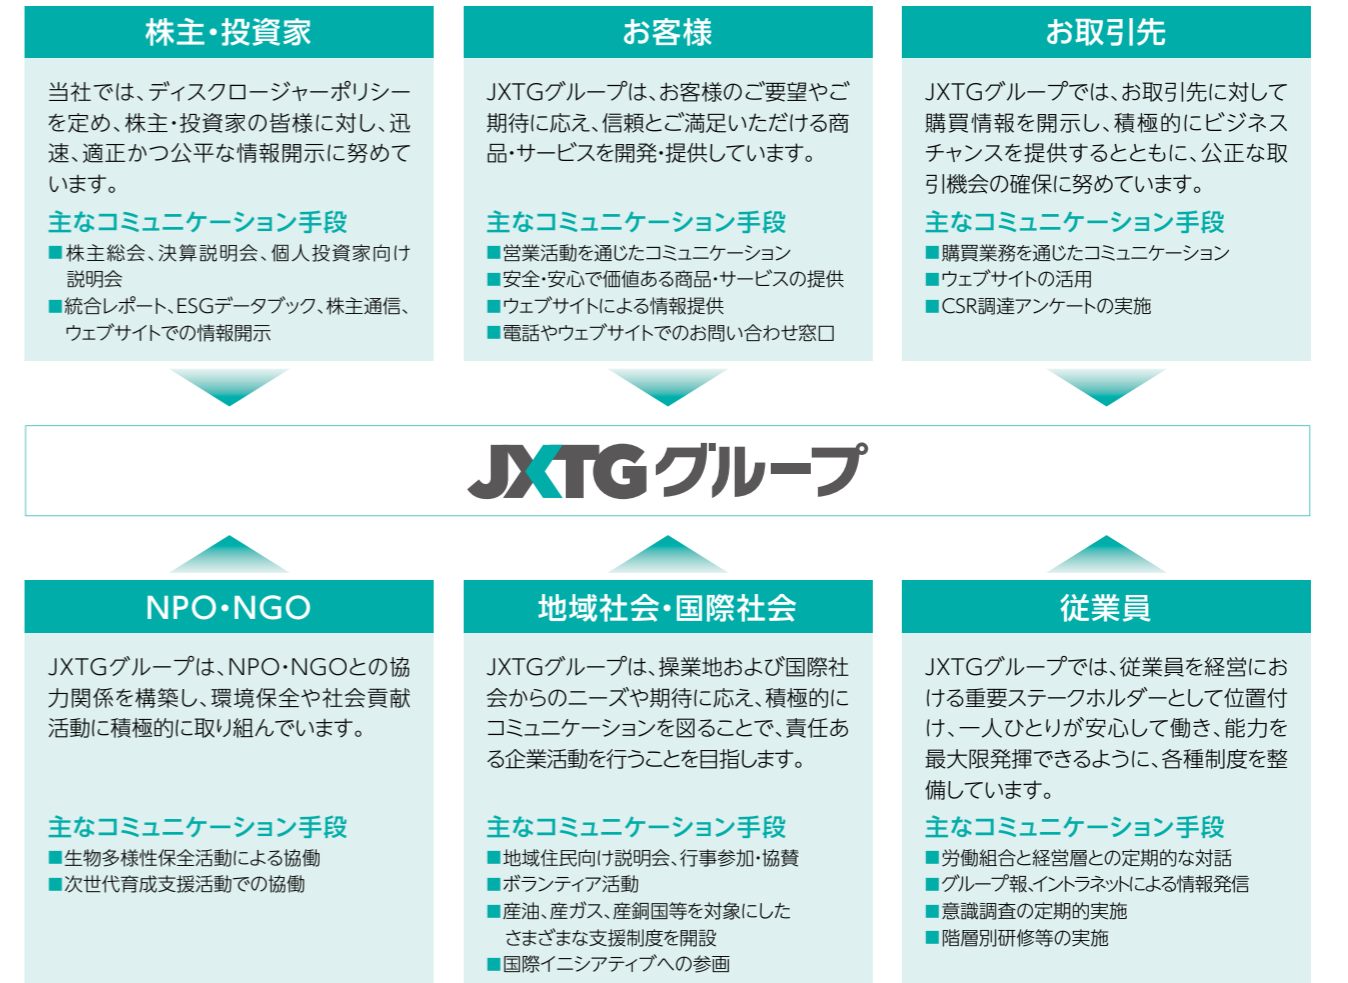 株主・投資家
当社では、ディスクロージャーポリシー
を定め、株主・投資家の皆様に対し、迅
速、適正かつ公平な情報開示に努めて
います。
主なコミュニケーション手段
■株主総会、決算説明会、個人投資家向け
説明会
■統合レポート、ESGデータブック、株主通信、
ウェブサイトでの情報開示
お客様
JXTGグループは、お客様のご要望やご
期待に応え、信頼とご満足いただける商
品・サービスを開発・提供しています。
主なコミュニケーション手段
■営業活動を通じたコミュニケーション
■安全・安心で価値ある商品・サービスの提供
■ウェブサイトによる情報提供
■電話やウェブサイトでのお問い合わせ窓口
お取引先
JXTGグループでは、お取引先に対して
購買情報を開示し、積極的にビジネス
チャンスを提供するとともに、公正な取
引機会の確保に努めています。
主なコミュニケーション手段
■購買業務を通じたコミュニケーション
■ウェブサイトの活用
■CSR調達アンケートの実施
JXTGグループ
NPO・NGO
JXTGグループは、NPO・NGOとの協
力関係を構築し、環境保全や社会貢献
活動に積極的に取り組んでいます。
主なコミュニケーション手段
■生物多様性保全活動による協働
■次世代育成支援活動での協働
地域社会・国際社会
JXTGグループは、操業地および国際社
会からのニーズや期待に応え、積極的に
コミュニケーションを図ることで、責任あ
る企業活動を行うことを目指します。
主なコミュニケーション手段
■地域住民向け説明会、行事参加・協賛
■ボランティア活動
■産油、産ガス、産銅国等を対象にした
さまざまな支援制度を開設
■国際イニシアティブへの参画
従業員
JXTGグループでは、従業員を経営にお
ける重要ステークホルダーとして位置付
け、一人ひとりが安心して働き、能力を
最大限発揮できるように、各種制度を整
備しています。
主なコミュニケーション手段
■労働組合と経営層との定期的な対話
■グループ報、イントラネットによる情報発信
■意識調査の定期的実施
■階層別研修等の実施